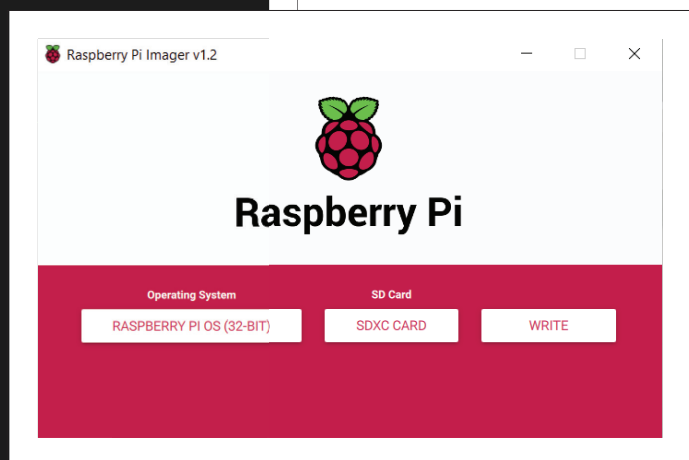 Raspberry Pi Imager v1.2
Raspberry Pi
Operating System SD Card
RASPBERRY PI OS (32-BIT) SDXC CARD WRITE